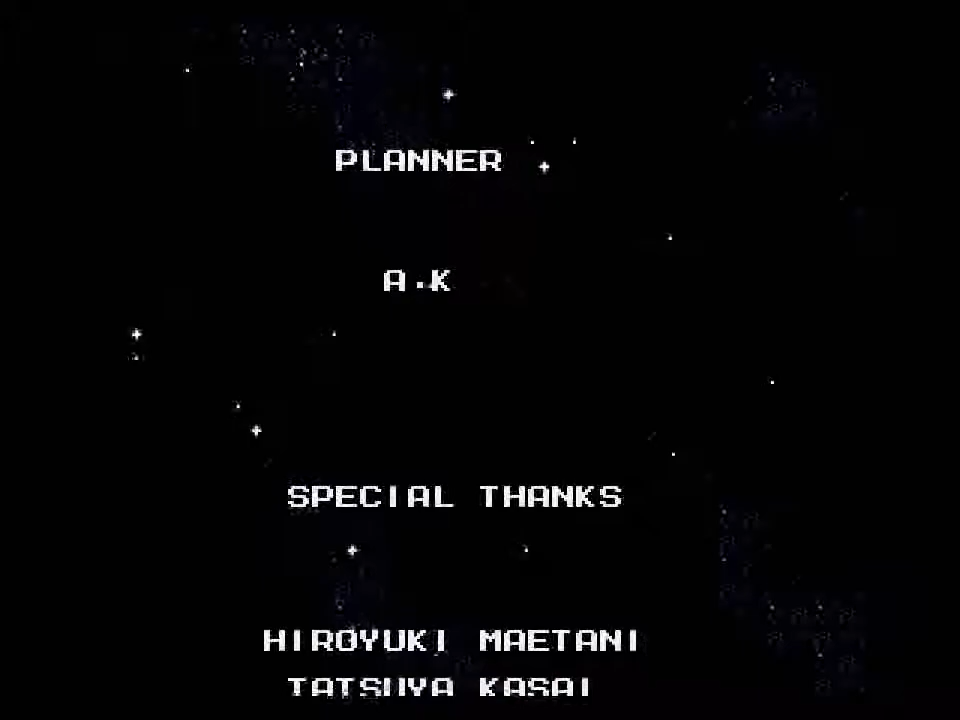 PLANNER
A.K
SPECIAL THANKS
HIROYUKI MAETANI
TATSUYA KASAI